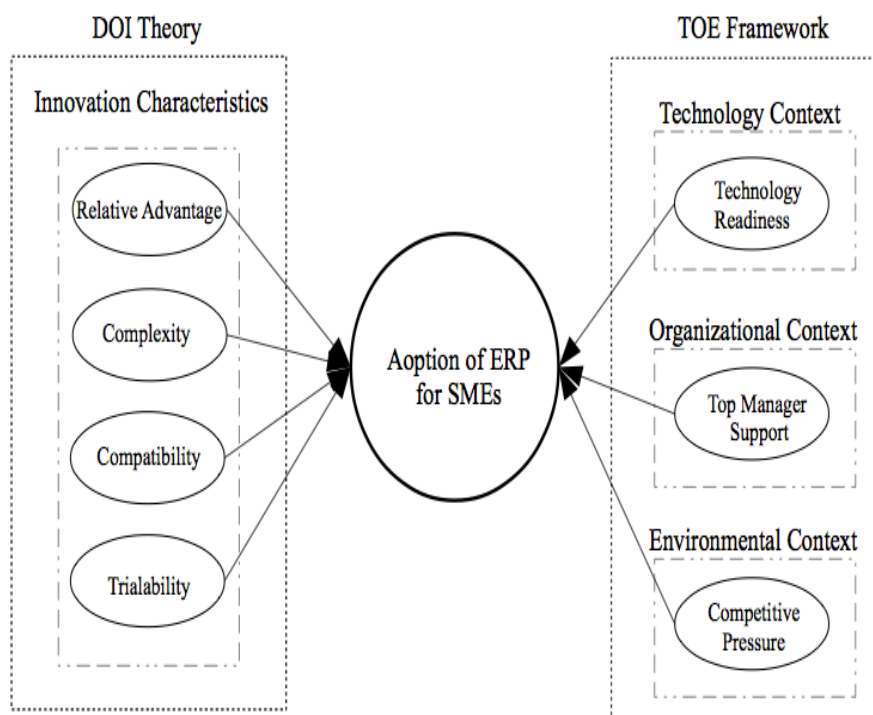 DOI Theory
Innovation Characteristics
Relative Advantage
Complexity
Compatibility
Trialability
Aoption of ERP
for SMEs
TOE Framework
Technology Context
Technology
Readiness
Organizational Context
Top Manager
Support
Environmental Context
Competitive
Pressure